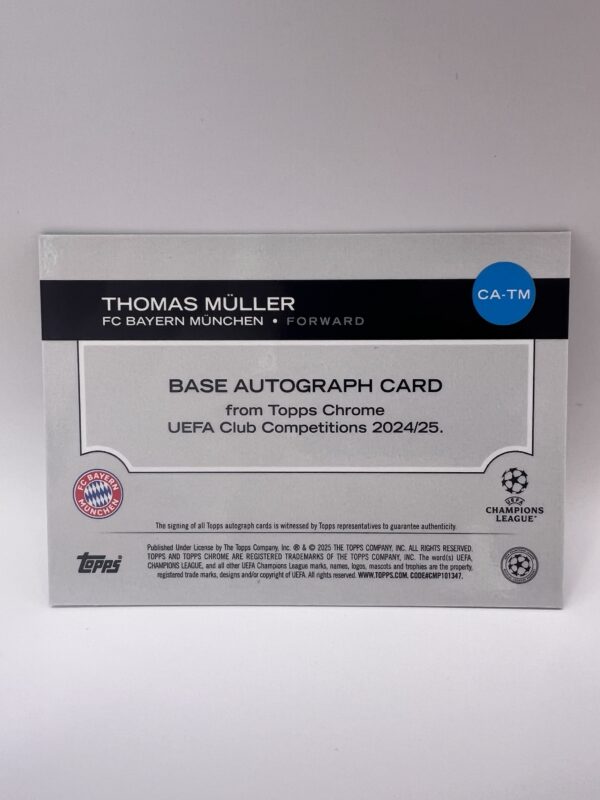 THOMAS MÜLLER
CA-TM
FC BAYERN MÜNCHEN • FORWARD
BASE AUTOGRAPH CARD
from Topps Chrome
UEFA Club Competitions 2024/25.
FC BAYERN
MÜNCHEN
UEFA
CHAMPIONS
LEAGUE®
The signing of all Topps autograph cards is witnessed by Topps representatives to guarantee authenticity.
Topps®
Published Under License by The Topps Company, Inc. ® & © 2025 THE TOPPS COMPANY, INC. ALL RIGHTS RESERVED.
TOPPS AND TOPPS CHROME ARE REGISTERED TRADEMARKS OF THE TOPPS COMPANY, INC. The word(s) UEFA,
CHAMPIONS LEAGUE, and all other UEFA Champions League marks, names, logos, mascots and trophies are the property,
registered trade marks, designs and/or copyright of UEFA. All rights reserved. WWW.TOPPS.COM. CODE#CMP101347.